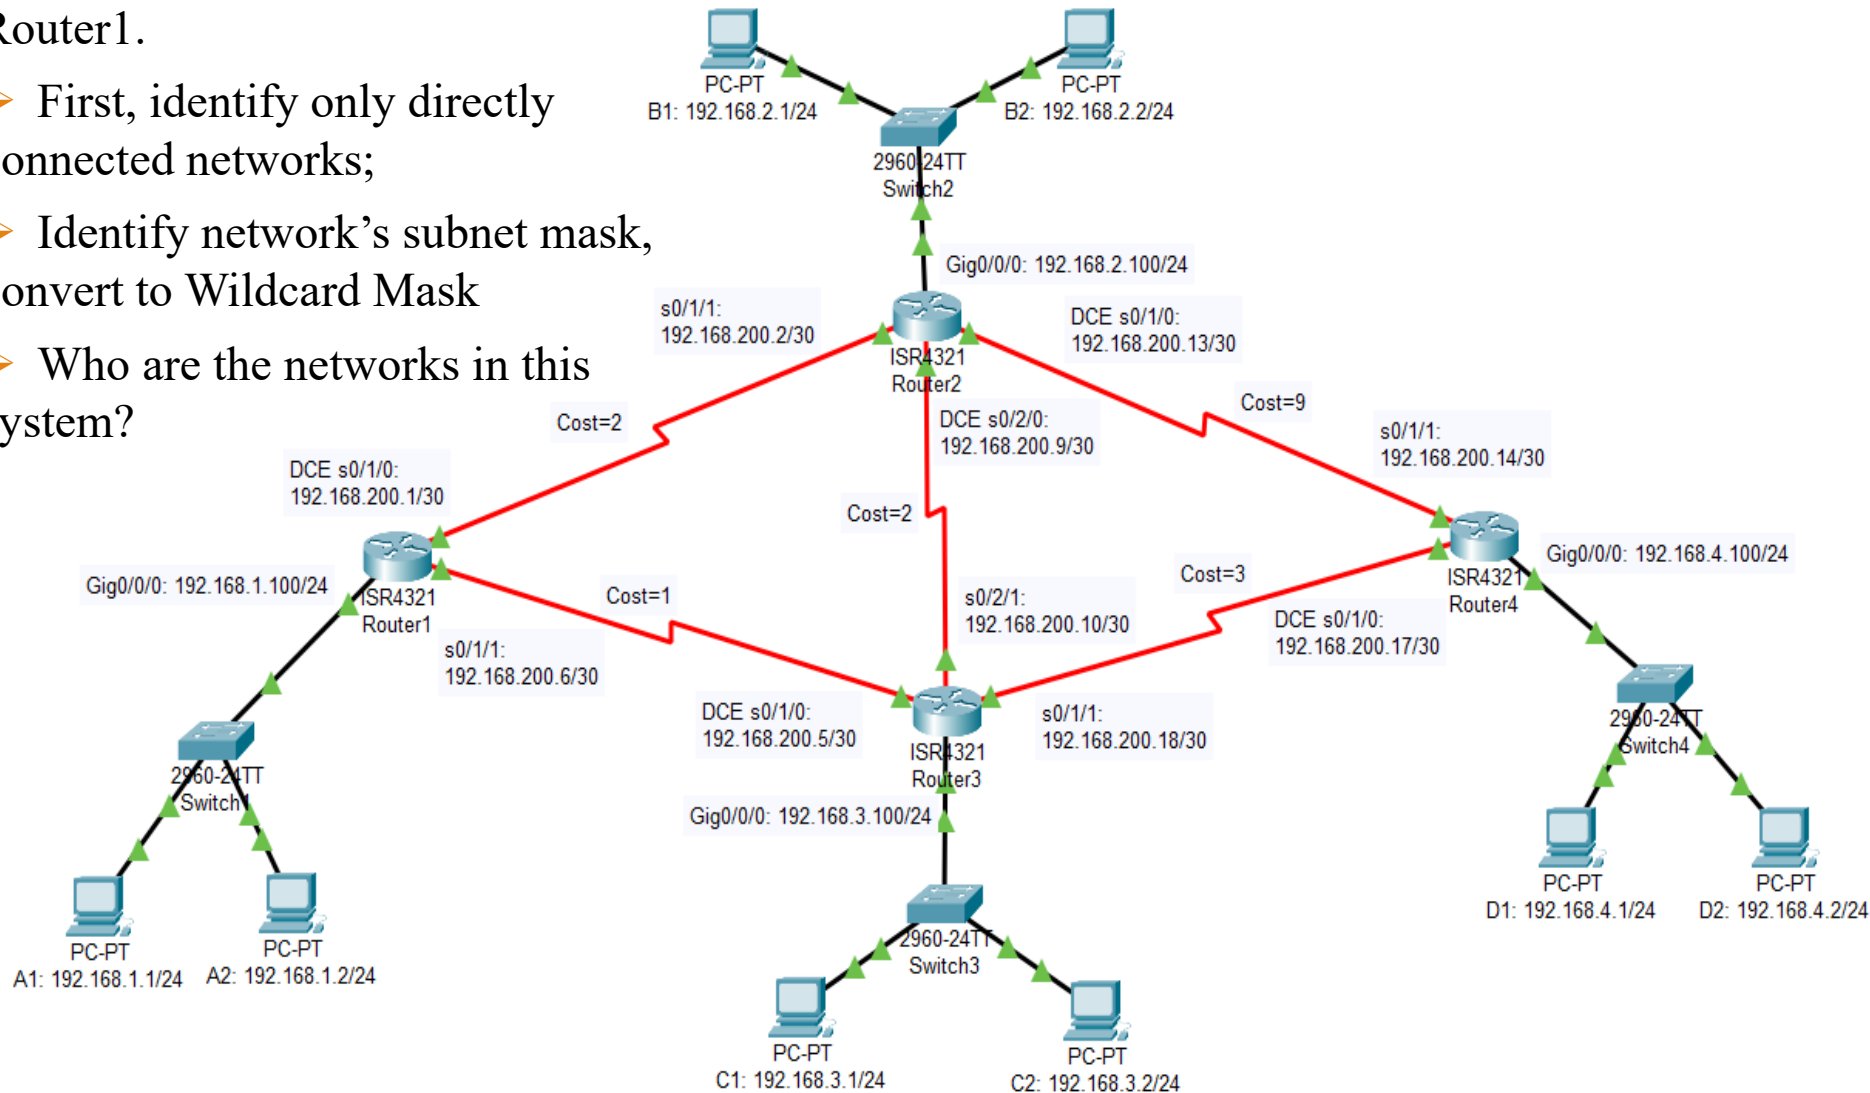 Router1.
➢ First, identify only directly
onnected networks;
➢ Identify network’s subnet mask,
onvert to Wildcard Mask
➢ Who are the networks in this
ystem?
PC-PT
B1: 192.168.2.1/24
PC-PT
B2: 192.168.2.2/24
2960-24TT
Switch2
Gig0/0/0: 192.168.2.100/24
s0/1/1:
192.168.200.2/30
DCE s0/1/0:
192.168.200.13/30
ISR4321
Router2
Cost=2
DCE s0/2/0:
192.168.200.9/30
Cost=9
s0/1/1:
192.168.200.14/30
DCE s0/1/0:
192.168.200.1/30
Cost=2
Gig0/0/0: 192.168.1.100/24
ISR4321
Router1
Cost=1
s0/2/1:
192.168.200.10/30
Cost=3
ISR4321
Router4
Gig0/0/0: 192.168.4.100/24
DCE s0/1/0:
192.168.200.17/30
s0/1/1:
192.168.200.6/30
DCE s0/1/0:
192.168.200.5/30
s0/1/1:
192.168.200.18/30
ISR4321
Router3
2960-24TT
Switch4
2960-24TT
Switch1
Gig0/0/0: 192.168.3.100/24
PC-PT
A1: 192.168.1.1/24
PC-PT
A2: 192.168.1.2/24
2960-24TT
Switch3
PC-PT
D1: 192.168.4.1/24
PC-PT
D2: 192.168.4.2/24
PC-PT
C1: 192.168.3.1/24
PC-PT
C2: 192.168.3.2/24